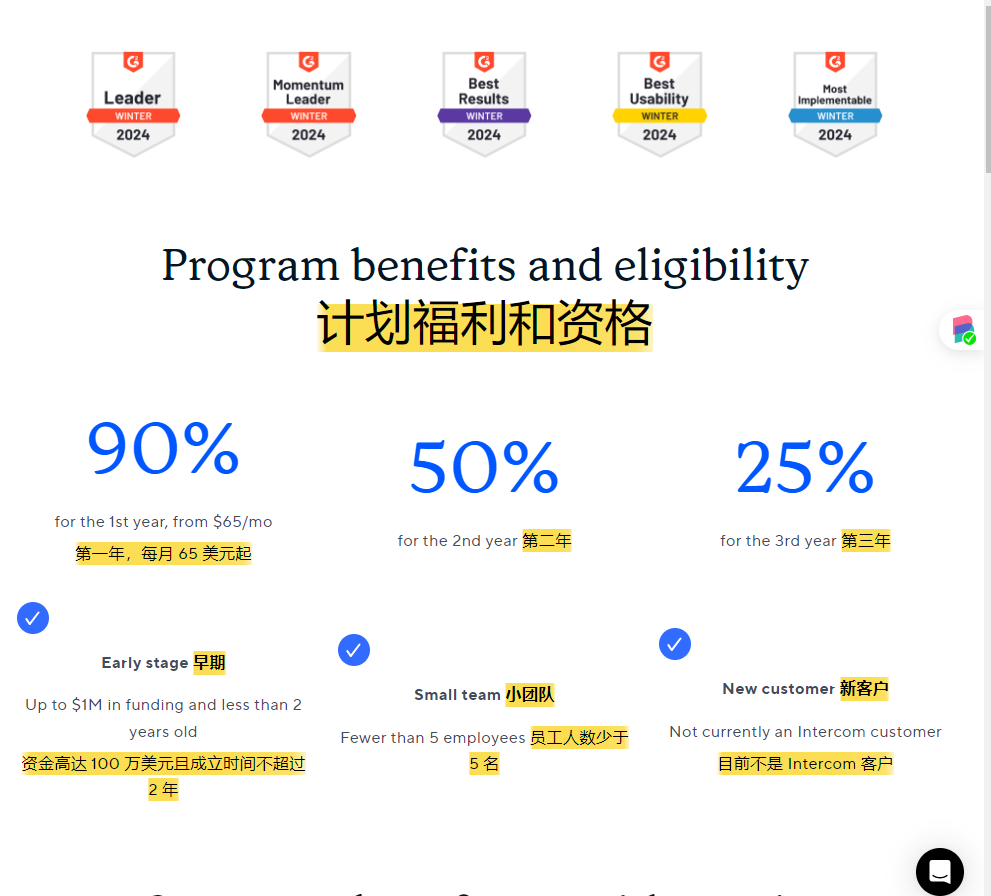 Leader
WINTER
2024
Momentum
Leader
WINTER
2024
Best
Results
WINTER
2024
Best
Usability
WINTER
2024
Most
Implementable
WINTER
2024
Program benefits and eligibility
计划福利和资格
90%
for the 1st year, from $65/mo
第一年，每月 65 美元起
50%
for the 2nd year 第二年
25%
for the 3rd year 第三年
Early stage 早期
Up to $1M in funding and less than 2
years old
资金高达 100 万美元且成立时间不超过
2 年
Small team 小团队
Fewer than 5 employees 员工人数少于
5 名
New customer 新客户
Not currently an Intercom customer
目前不是 Intercom 客户